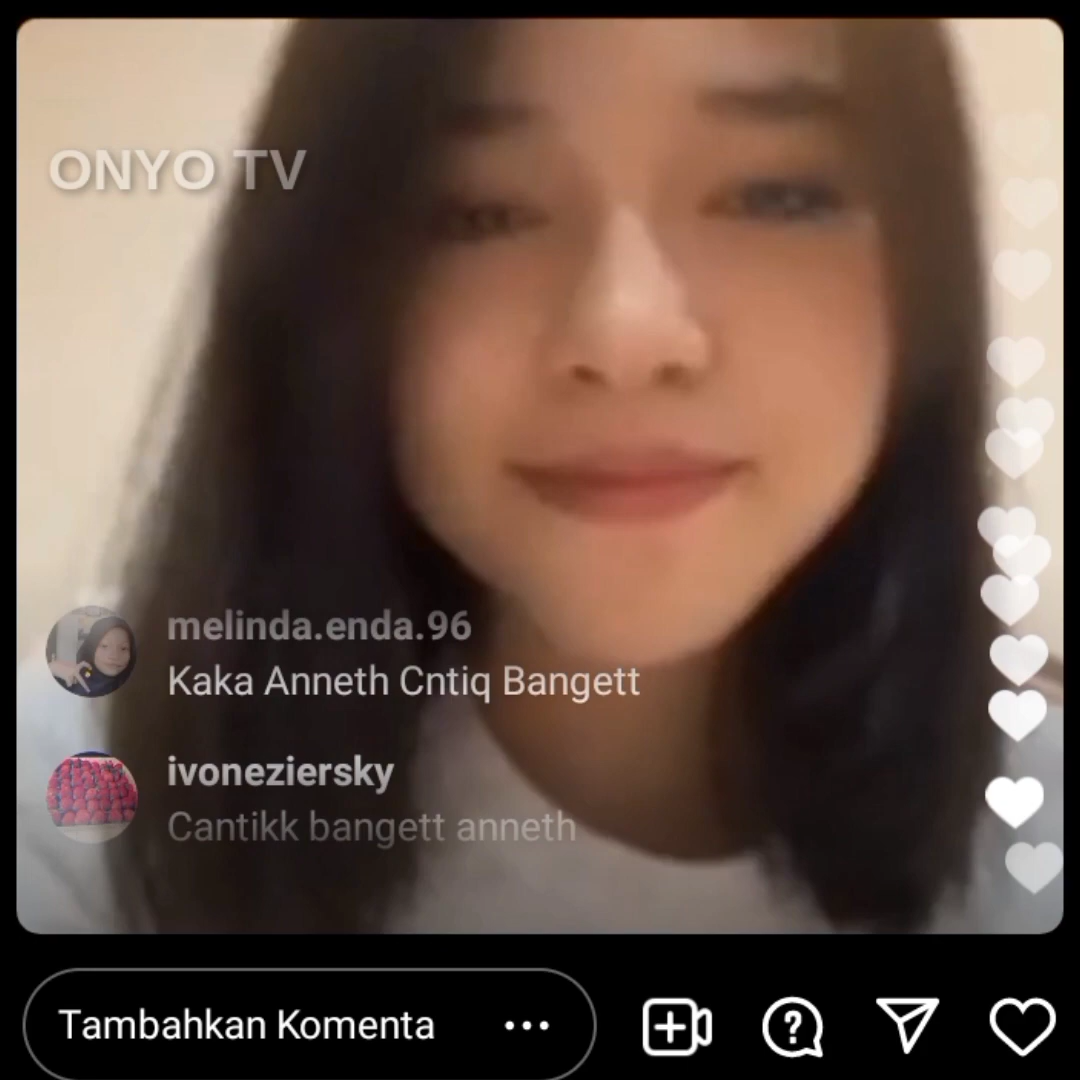 ONYO TV
melinda.enda.96
Kaka Anneth Cntiq Bangett
ivoneziersky
Cantikk bangett anneth
Tambahkan Komenta